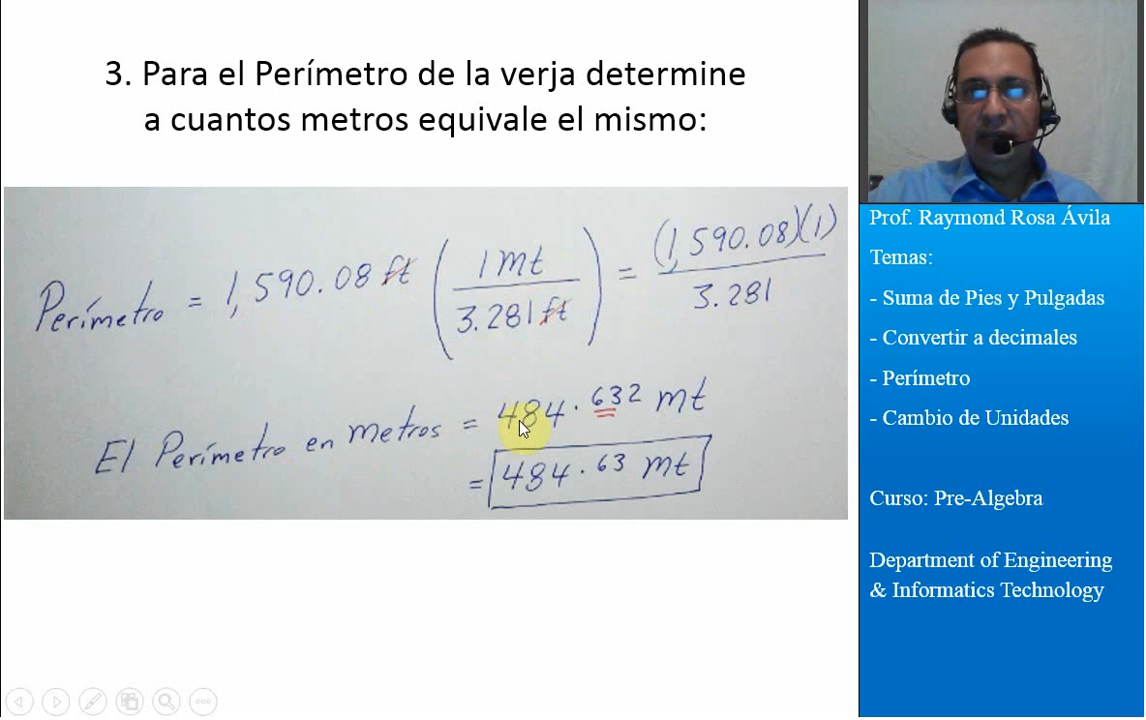 3. Para el Perímetro de la verja determine
a cuantos metros equivale el mismo:
Perímetro = 1,590.08 ft ( 1 mt / 3.281 ft ) = (1,590.08)(1) / 3.281
El Perímetro en metros = 484.632 mt
= 484.63 mt
Prof. Raymond Rosa Ávila
Temas:
- Suma de Pies y Pulgadas
- Convertir a decimales
- Perímetro
- Cambio de Unidades
Curso: Pre-Algebra
Department of Engineering
& Informatics Technology